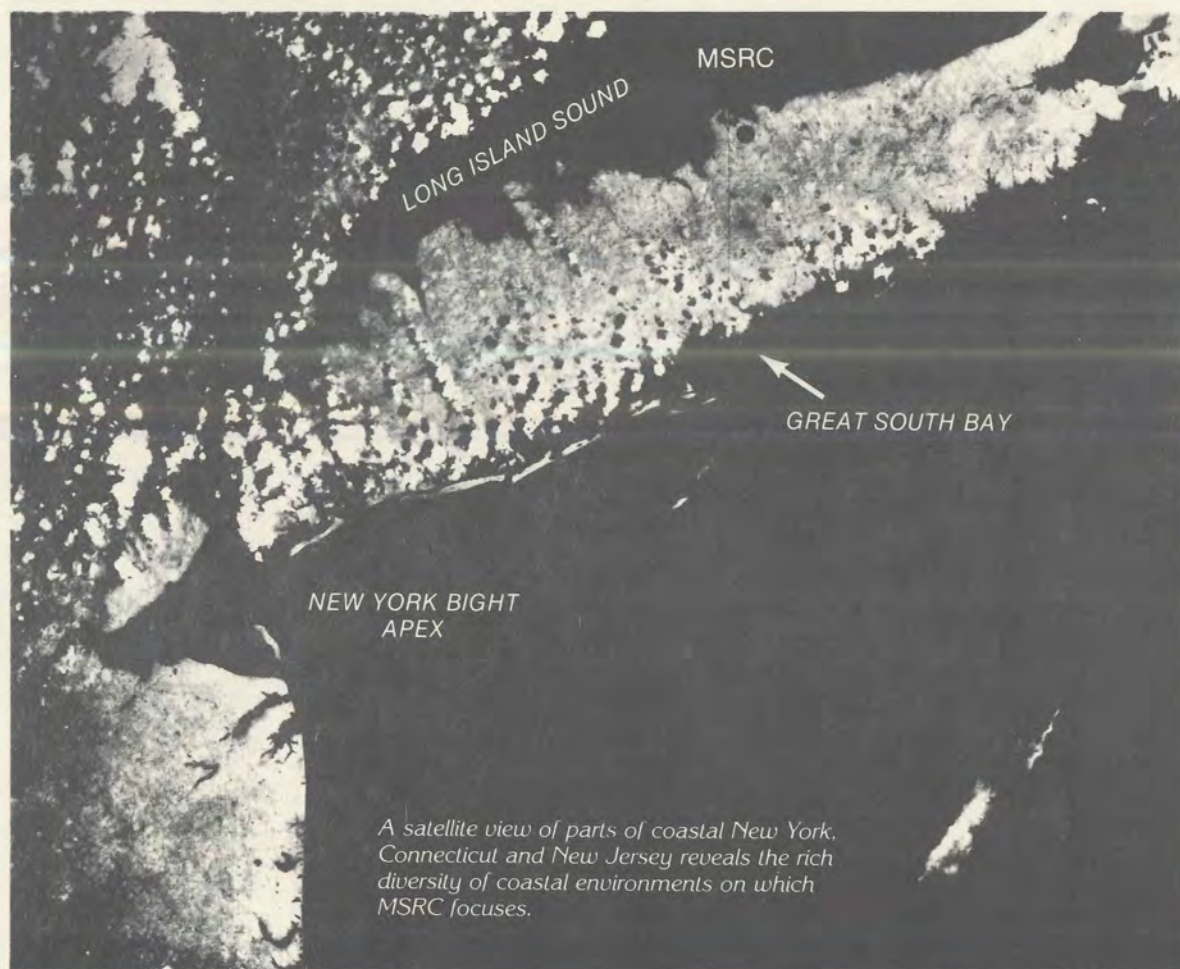 MSRC
LONG ISLAND SOUND
GREAT SOUTH BAY
NEW YORK BIGHT
APEX
A satellite view of parts of coastal New York,
Connecticut and New Jersey reveals the rich
diversity of coastal environments on which
MSRC focuses.